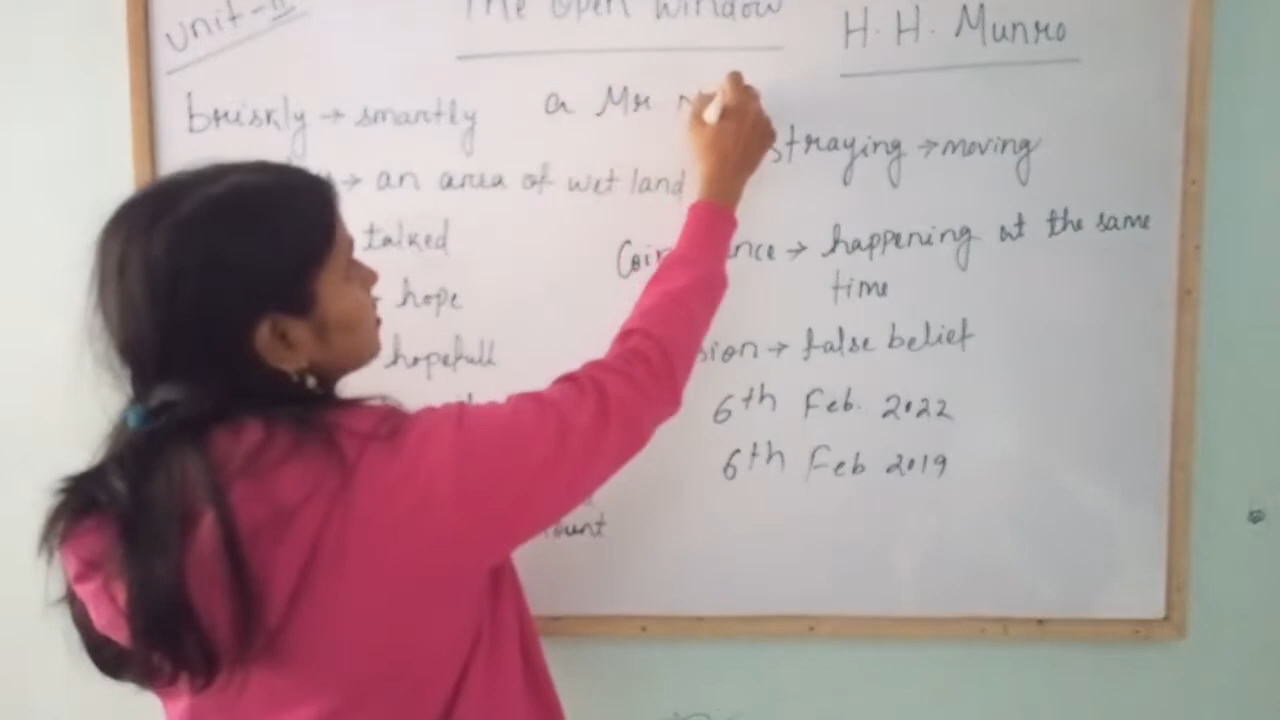 unit-II
The Open Window
H. H. Munro
briskly → smartly
a Mr
straying → moving
→ an area of wet land
talked
happening at the same
time
hope
→ false belief
hopefull
6th Feb. 2022
6th Feb 2019